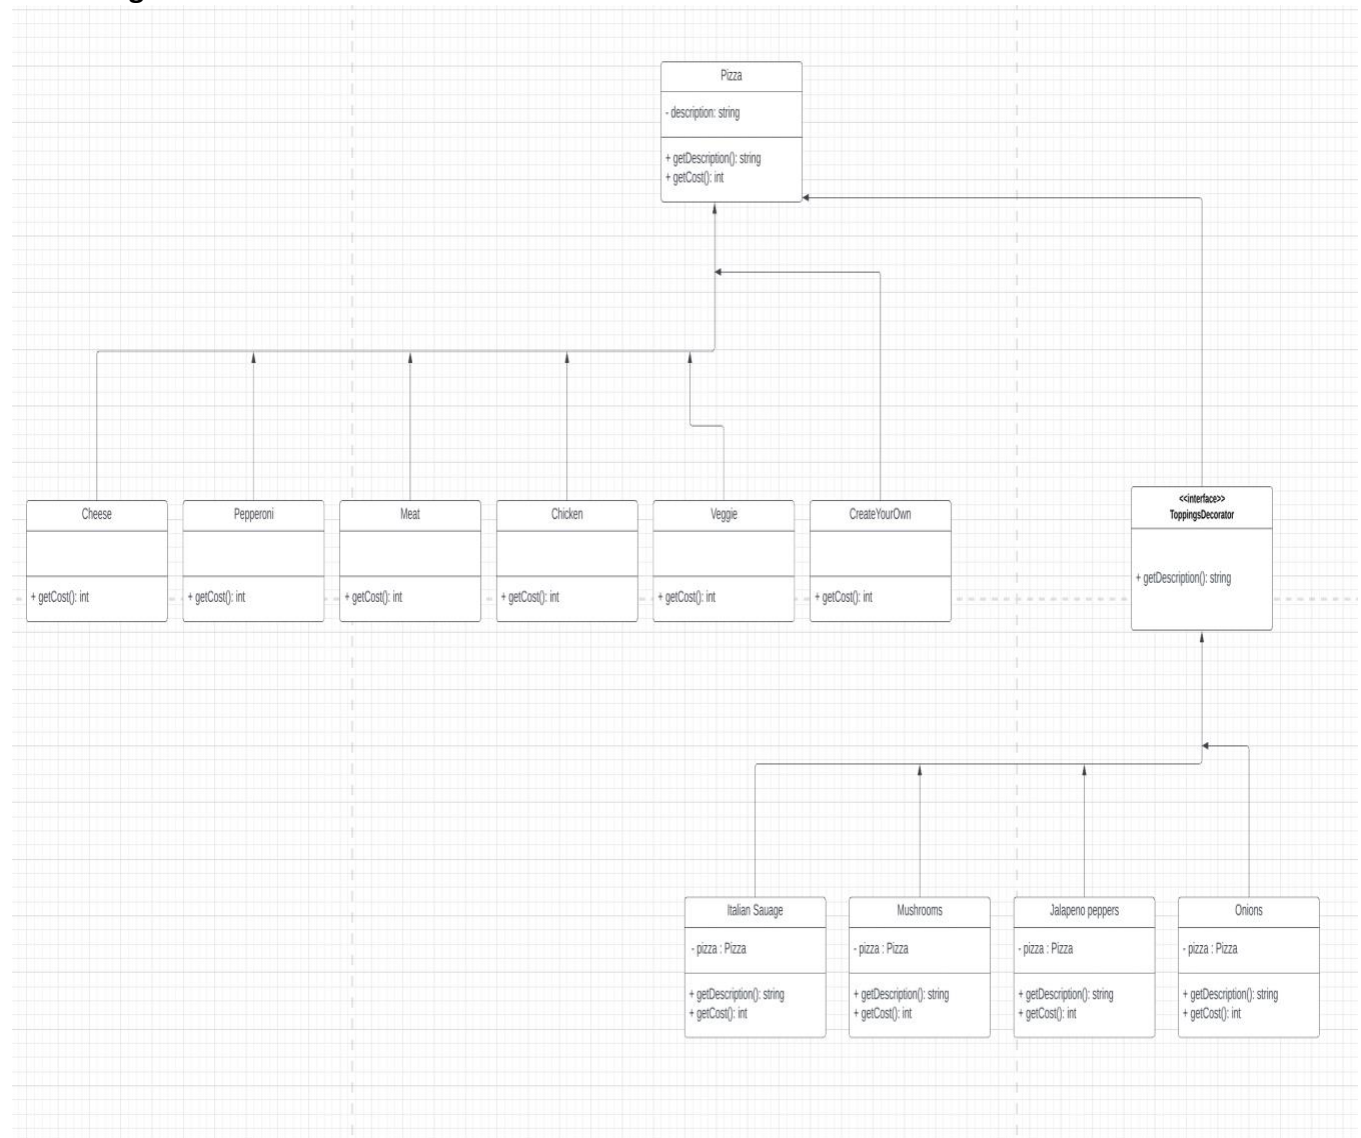 Pizza
- description: string
+ getDescription(): string
+ getCost(): int
Cheese
+ getCost(): int
Pepperoni
+ getCost(): int
Meat
+ getCost(): int
Chicken
+ getCost(): int
Veggie
+ getCost(): int
CreateYourOwn
+ getCost(): int
<<interface>>
ToppingsDecorator
+ getDescription(): string
Italian Sauage
- pizza : Pizza
+ getDescription(): string
+ getCost(): int
Mushrooms
- pizza : Pizza
+ getDescription(): string
+ getCost(): int
Jalapeno peppers
- pizza : Pizza
+ getDescription(): string
+ getCost(): int
Onions
- pizza : Pizza
+ getDescription(): string
+ getCost(): int